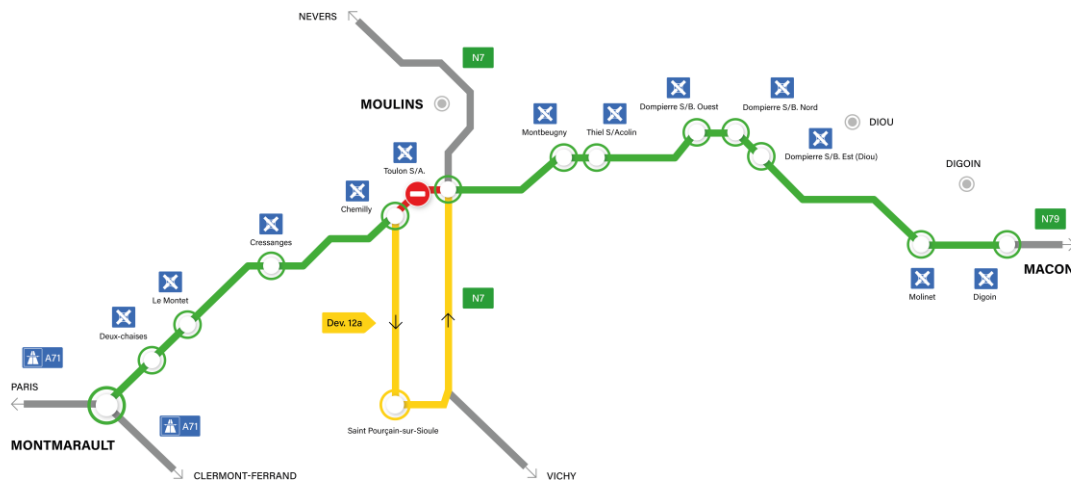 NEVERS
N7
MOULINS
Dompierre S/B. Ouest
Dompierre S/B. Nord
DIOU
Montbeugny
Thiel S/Acolin
Dompierre S/B. Est (Diou)
Toulon S/A.
DIGOIN
Chemilly
N79
Cressanges
MACON
Molinet
Digoin
Le Montet
N7
Dev. 12a
Deux-chaises
A71
PARIS
A71
Saint Pourçain-sur-Sioule
MONTMARAULT
CLERMONT-FERRAND
VICHY